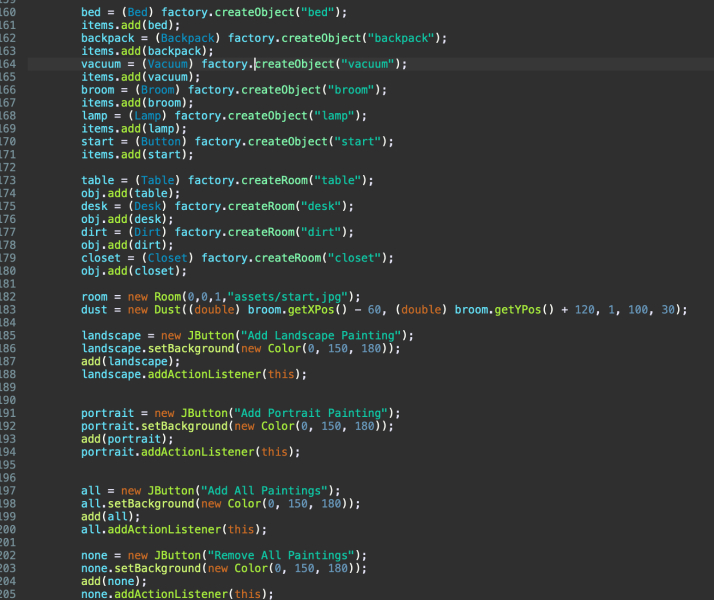 160 bed = (Bed) factory.createObject("bed");
161 items.add(bed);
162 backpack = (Backpack) factory.createObject("backpack");
163 items.add(backpack);
164 vacuum = (Vacuum) factory.createObject("vacuum");
165 items.add(vacuum);
166 broom = (Broom) factory.createObject("broom");
167 items.add(broom);
168 lamp = (Lamp) factory.createObject("lamp");
169 items.add(lamp);
170 start = (Button) factory.createObject("start");
171 items.add(start);
172
173 table = (Table) factory.createRoom("table");
174 obj.add(table);
175 desk = (Desk) factory.createRoom("desk");
176 obj.add(desk);
177 dirt = (Dirt) factory.createRoom("dirt");
178 obj.add(dirt);
179 closet = (Closet) factory.createRoom("closet");
180 obj.add(closet);
181
182 room = new Room(0,0,1,"assets/start.jpg");
183 dust = new Dust((double) broom.getXPos() - 60, (double) broom.getYPos() + 120, 1, 100, 30);
184
185 landscape = new JButton("Add Landscape Painting");
186 landscape.setBackground(new Color(0, 150, 180));
187 add(landscape);
188 landscape.addActionListener(this);
189
190
191 portrait = new JButton("Add Portrait Painting");
192 portrait.setBackground(new Color(0, 150, 180));
193 add(portrait);
194 portrait.addActionListener(this);
195
196
197 all = new JButton("Add All Paintings");
198 all.setBackground(new Color(0, 150, 180));
199 add(all);
200 all.addActionListener(this);
201
202 none = new JButton("Remove All Paintings");
203 none.setBackground(new Color(0, 150, 180));
204 add(none);
205 none.addActionListener(this);